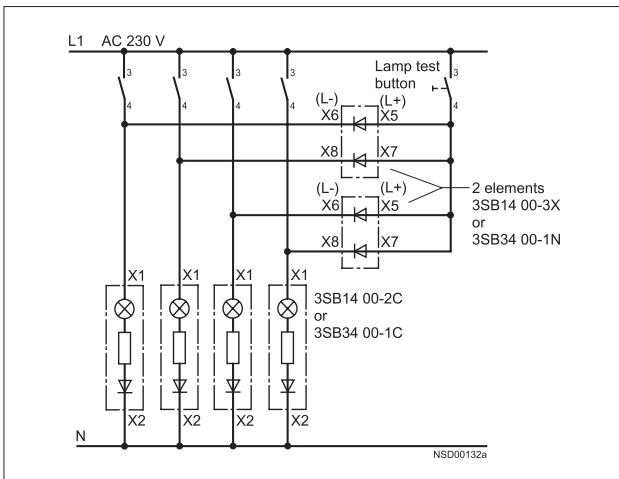 L1 AC 230 V
3 3 3 3 Lamp test 3
button
4 4 4 4 (L-) (L+) 4
X6 X5
X8 X7
(L-) (L+) 2 elements
X6 X5 3SB14 00-3X
or
X8 X7 3SB34 00-1N
X1 X1 X1 X1 3SB14 00-2C
or
3SB34 00-1C
X2 X2 X2 X2
N
NSD00132a